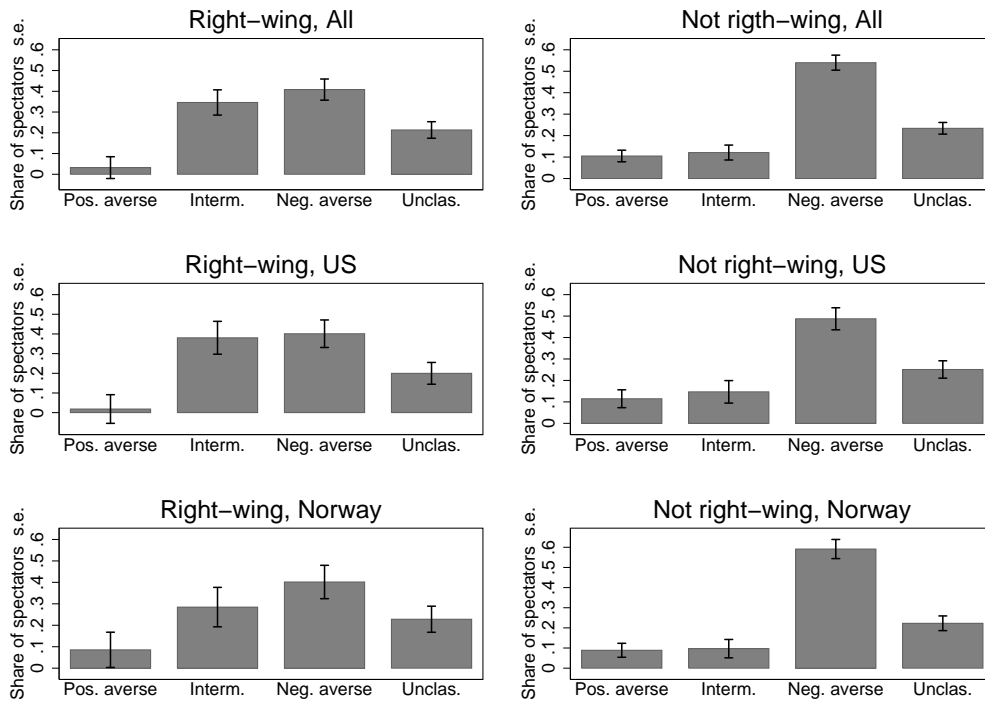 Right−wing, All
Share of spectators  s.e.
0 .1 .2 .3 .4 .5 .6
Pos. averse Interm. Neg. averse Unclas.
Not rigth−wing, All
Share of spectators  s.e.
0 .1 .2 .3 .4 .5 .6
Pos. averse Interm. Neg. averse Unclas.
Right−wing, US
Share of spectators  s.e.
0 .1 .2 .3 .4 .5 .6
Pos. averse Interm. Neg. averse Unclas.
Not right−wing, US
Share of spectators  s.e.
0 .1 .2 .3 .4 .5 .6
Pos. averse Interm. Neg. averse Unclas.
Right−wing, Norway
Share of spectators  s.e.
0 .1 .2 .3 .4 .5 .6
Pos. averse Interm. Neg. averse Unclas.
Not right−wing, Norway
Share of spectators  s.e.
0 .1 .2 .3 .4 .5 .6
Pos. averse Interm. Neg. averse Unclas.